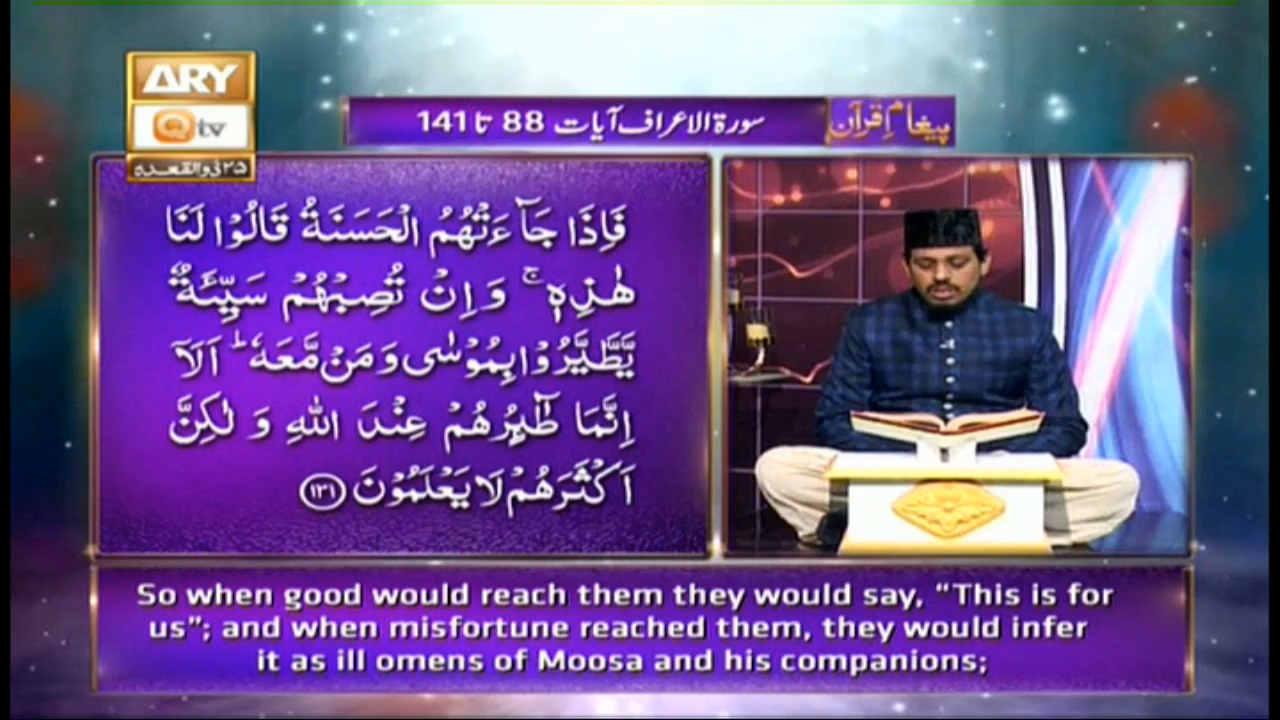 ARY
Qtv
۲۵ ذوالقعدہ
سورة الاعراف آیات 88 تا 141
پیغامِ قرآن
فَاِذَا جَآءَتْهُمُ الْحَسَنَةُ قَالُوْا لَنَا
هٰذِهٖ ۚ وَ اِنْ تُصِبْهُمْ سَيِّئَةٌ
يَّطَّيَّرُوْا بِمُوْسٰى وَ مَنْ مَّعَهٗ ؕ اَلَاۤ
اِنَّمَا طٰٓئِرُهُمْ عِنْدَ اللّٰهِ وَ لٰكِنَّ
اَكْثَرَهُمْ لَا يَعْلَمُوْنَ ﴿۱۳۱﴾
So when good would reach them they would say, “This is for
us”; and when misfortune reached them, they would infer
it as ill omens of Moosa and his companions;